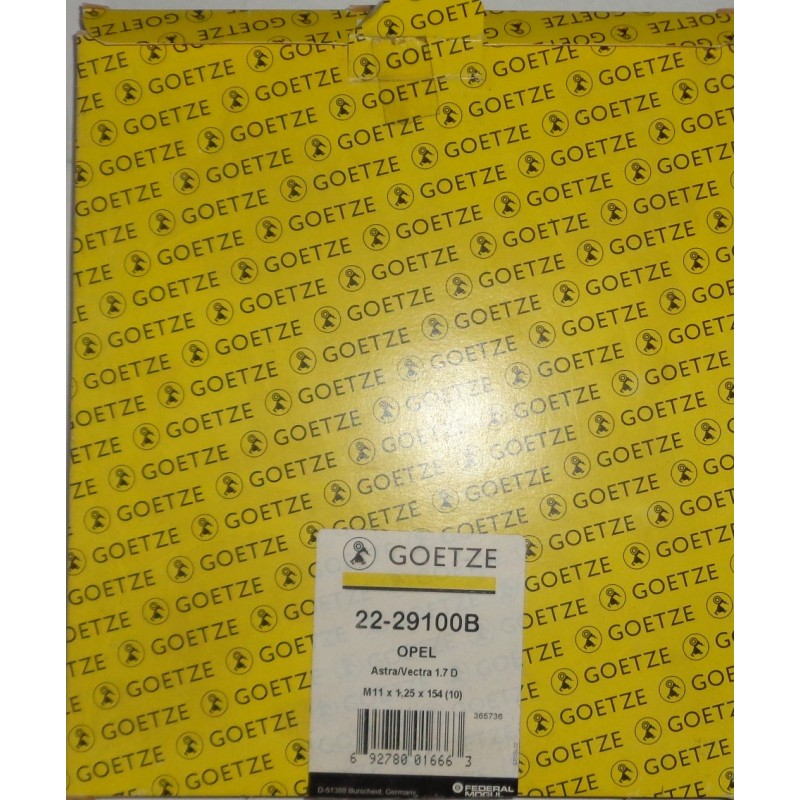 GOETZE
GOETZE
22-29100B
OPEL
Astra/Vectra 1.7 D
M11 x 1.25 x 154 (10)
365736
6 92780 01666 3
D-51399 Burscheid, Germany
FEDERAL
MOGUL